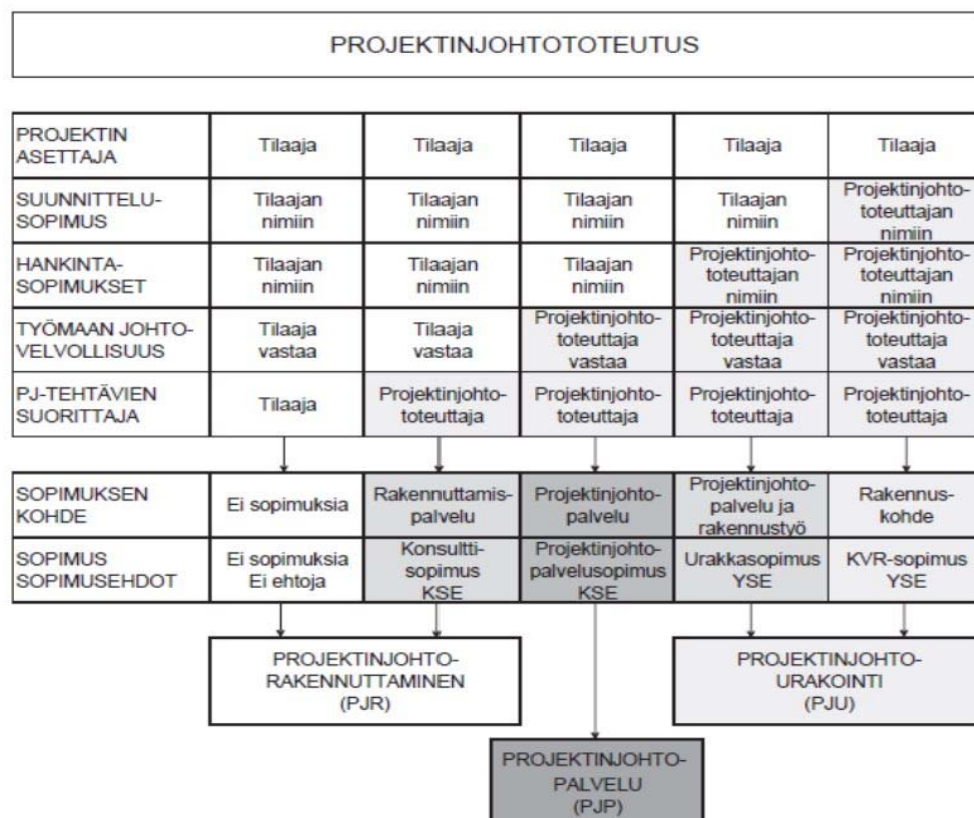 PROJEKTINJOHTOTOTEUTUS
PROJEKTIN
ASETTAJA
Tilaaja
Tilaaja
Tilaaja
Tilaaja
Tilaaja
SUUNNITTELU-
SOPIMUS
Tilaajan
nimiin
Tilaajan
nimiin
Tilaajan
nimiin
Tilaajan
nimiin
Projektinjohto-
toteuttajan
nimiin
HANKINTA-
SOPIMUKSET
Tilaajan
nimiin
Tilaajan
nimiin
Tilaajan
nimiin
Projektinjohto-
toteuttajan
nimiin
Projektinjohto-
toteuttajan
nimiin
TYÖMAAN JOHTO-
VELVOLLISUUS
Tilaaja
vastaa
Tilaaja
vastaa
Projektinjohto-
toteuttaja
vastaa
Projektinjohto-
toteuttaja
vastaa
Projektinjohto-
toteuttaja
vastaa
PJ-TEHTÄVIEN
SUORITTAJA
Tilaaja
Projektinjohto-
toteuttaja
Projektinjohto-
toteuttaja
Projektinjohto-
toteuttaja
Projektinjohto-
toteuttaja
SOPIMUKSEN
KOHDE
Ei sopimuksia
Rakennuttamis-
palvelu
Projektinjohto-
palvelu
Projektinjohto-
palvelu ja
rakennustyö
Rakennus-
kohde
SOPIMUS
SOPIMUSEHDOT
Ei sopimuksia
Ei ehtoja
Konsultti-
sopimus
KSE
Projektinjohto-
palvelusopimus
KSE
Urakkasopimus
YSE
KVR-sopimus
YSE
PROJEKTINJOHTO-
RAKENNUTTAMINEN
(PJR)
PROJEKTINJOHTO-
URAKOINTI
(PJU)
PROJEKTINJOHTO-
PALVELU
(PJP)